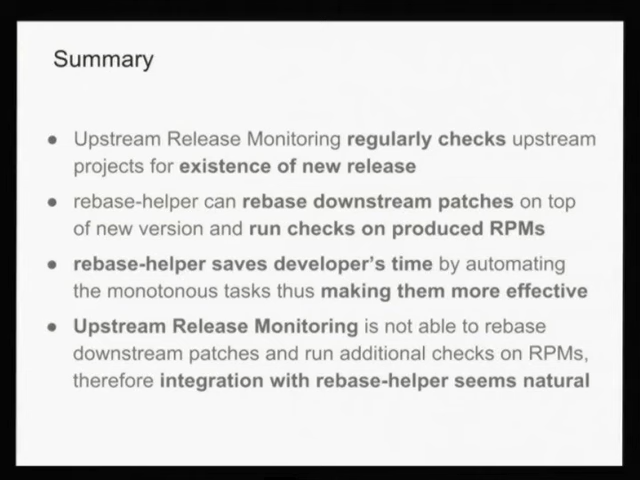 Summary
● Upstream Release Monitoring regularly checks upstream
projects for existence of new release
● rebase-helper can rebase downstream patches on top
of new version and run checks on produced RPMs
● rebase-helper saves developer's time by automating
the monotonous tasks thus making them more effective
● Upstream Release Monitoring is not able to rebase
downstream patches and run additional checks on RPMs,
therefore integration with rebase-helper seems natural